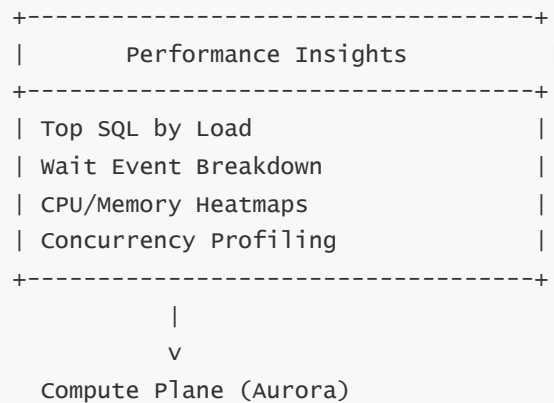 +------------------------------------+
|       Performance Insights
+------------------------------------+
| Top SQL by Load                    |
| Wait Event Breakdown               |
| CPU/Memory Heatmaps                |
| Concurrency Profiling              |
+------------------------------------+
           |
           v
  Compute Plane (Aurora)